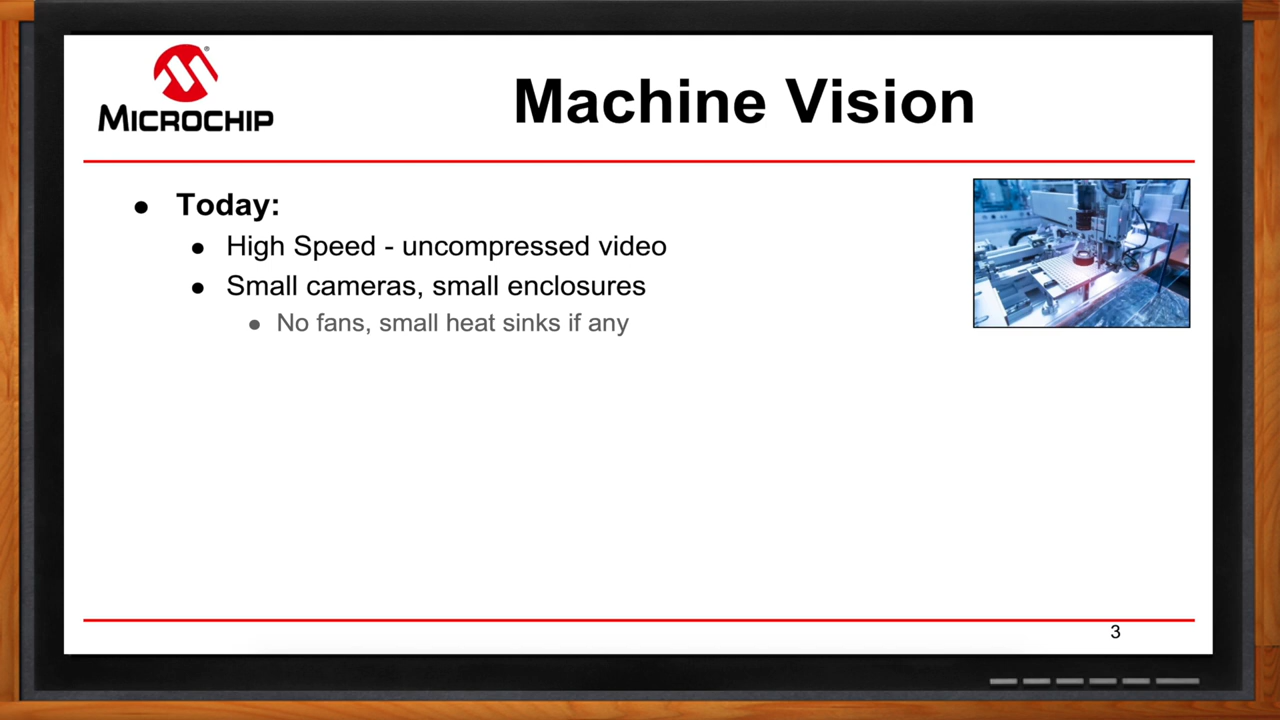 MICROCHIP
Machine Vision
● Today:
● High Speed - uncompressed video
● Small cameras, small enclosures
● No fans, small heat sinks if any
3